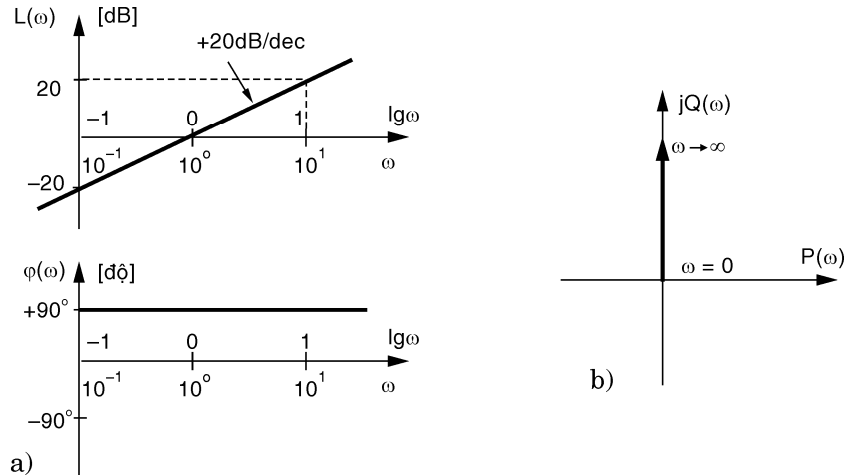 L(ω) [dB]
+20dB/dec
20
−1 0 1 lgω
10⁻¹ 10⁰ 10¹ ω
−20
φ(ω) [độ]
+90°
−1 0 1 lgω
10⁻¹ 10⁰ 10¹ ω
−90°
a)
jQ(ω)
ω→∞
P(ω)
ω = 0
b)